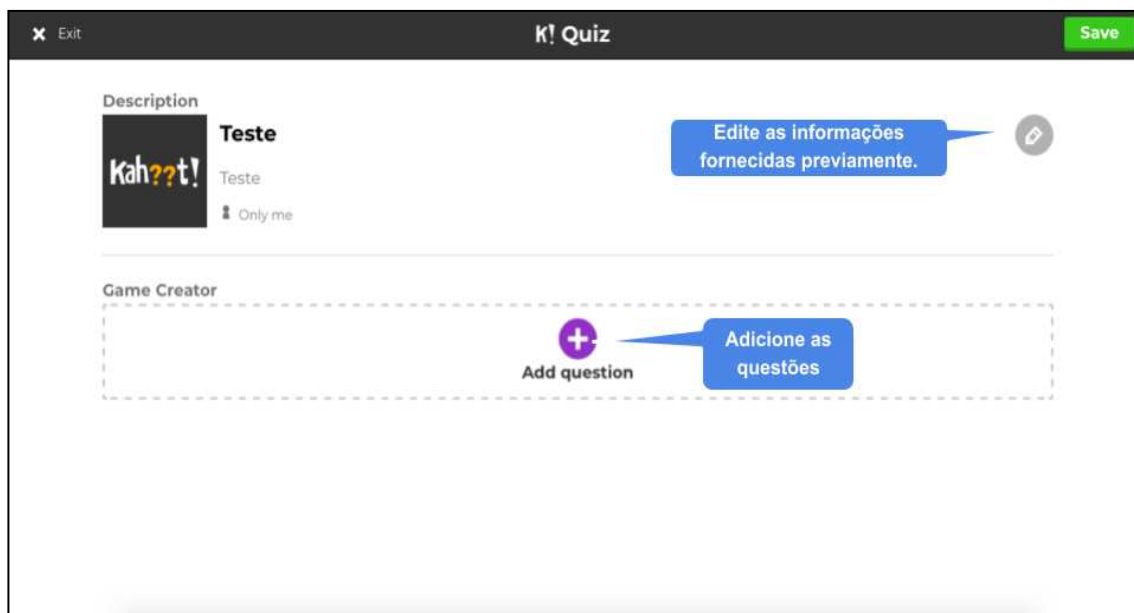 Exit
K! Quiz
Save
Description
Kah??t!
Teste
Teste
Only me
Edite as informações
fornecidas previamente.
Game Creator
Add question
Adicione as
questões